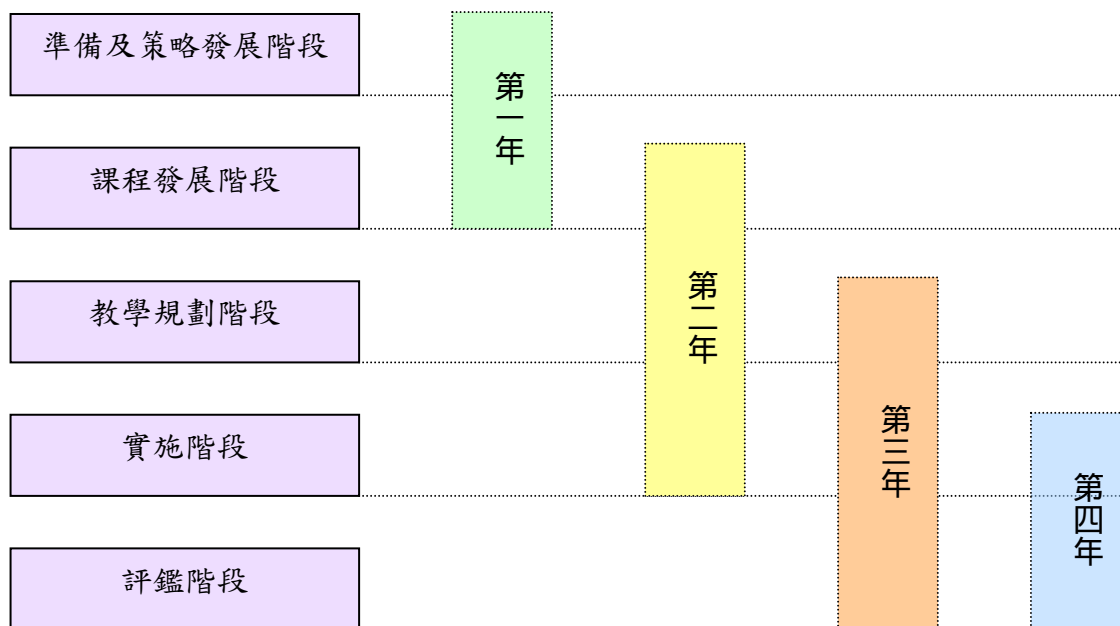 準備及策略發展階段
第一年
課程發展階段
第二年
教學規劃階段
第三年
實施階段
第四年
評鑑階段